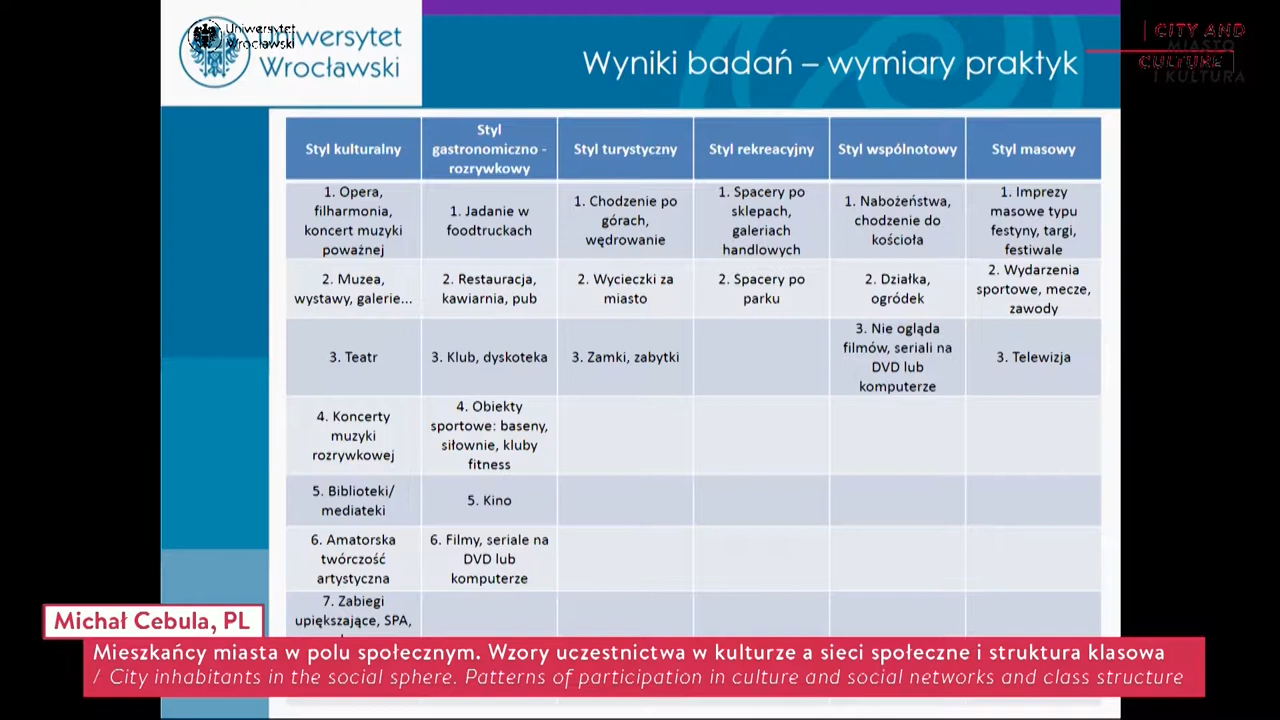 Uniwersytet
Wrocławski
Uniwersytet
Wrocławski
Wyniki badań – wymiary praktyk
CITY AND
MIASTO
CULTURE
I KULTURA
Styl kulturalny
Styl
gastronomiczno -
rozrywkowy
Styl turystyczny
Styl rekreacyjny
Styl wspólnotowy
Styl masowy
1. Opera,
filharmonia,
koncert muzyki
poważnej
1. Jadanie w
foodtruckach
1. Chodzenie po
górach,
wędrowanie
1. Spacery po
sklepach,
galeriach
handlowych
1. Nabożeństwa,
chodzenie do
kościoła
1. Imprezy
masowe typu
festyny, targi,
festiwale
2. Muzea,
wystawy, galerie...
2. Restauracja,
kawiarnia, pub
2. Wycieczki za
miasto
2. Spacery po
parku
2. Działka,
ogródek
2. Wydarzenia
sportowe, mecze,
zawody
3. Teatr
3. Klub, dyskoteka
3. Zamki, zabytki
3. Nie ogląda
filmów, seriali na
DVD lub
komputerze
3. Telewizja
4. Koncerty
muzyki
rozrywkowej
4. Obiekty
sportowe: baseny,
siłownie, kluby
fitness
5. Biblioteki/
mediateki
5. Kino
6. Amatorska
twórczość
artystyczna
6. Filmy, seriale na
DVD lub
komputerze
7. Zabiegi
upiększające, SPA,
Michał Cebula, PL
Mieszkańcy miasta w polu społecznym. Wzory uczestnictwa w kulturze a sieci społeczne i struktura klasowa
/ City inhabitants in the social sphere. Patterns of participation in culture and social networks and class structure